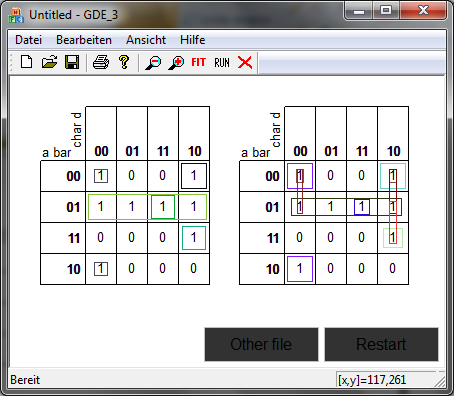 Untitled - GDE_3
Datei Bearbeiten Ansicht Hilfe
FIT RUN
char d char d
a bar 00 01 11 10 a bar 00 01 11 10
00 1 0 0 1 00 1 0 0 1
01 1 1 1 1 01 1 1 1 1
11 0 0 0 1 11 0 0 0 1
10 1 0 0 0 10 1 0 0 0
Other file Restart
Bereit [x,y]=117,261